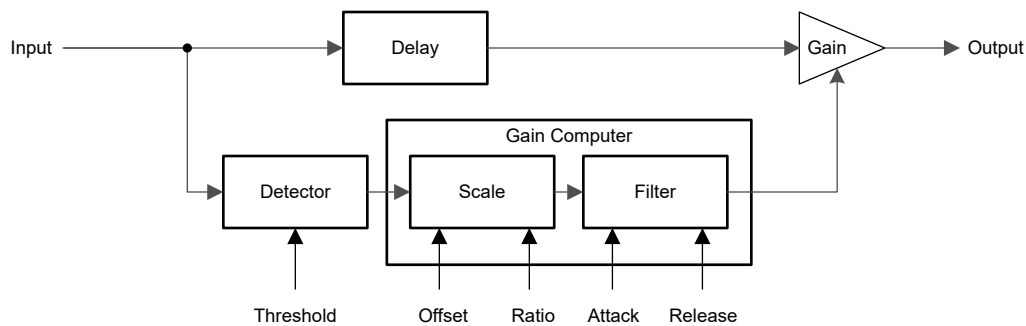 Input
Delay
Gain
Output
Gain Computer
Detector
Scale
Filter
Threshold
Offset
Ratio
Attack
Release